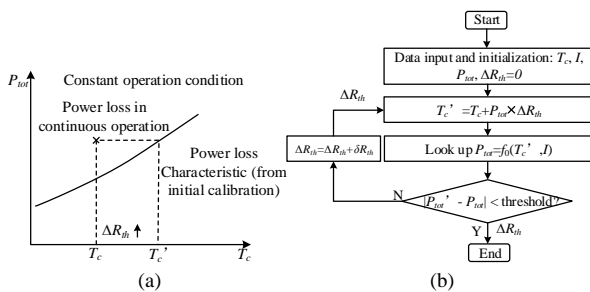 P_tot
Constant operation condition
Power loss in
continuous operation
Power loss
Characteristic (from
initial calibration)
ΔR_th ↑
T_c
T_c'
T_c
(a)
Start
Data input and initialization: T_c, I,
P_tot, ΔR_th=0
ΔR_th
T_c'=T_c+P_tot×ΔR_th
ΔR_th=ΔR_th+δR_th
Look up P_tot=f_0(T_c',I)
N
|P_tot' - P_tot| < threshold?
Y
ΔR_th
End
(b)